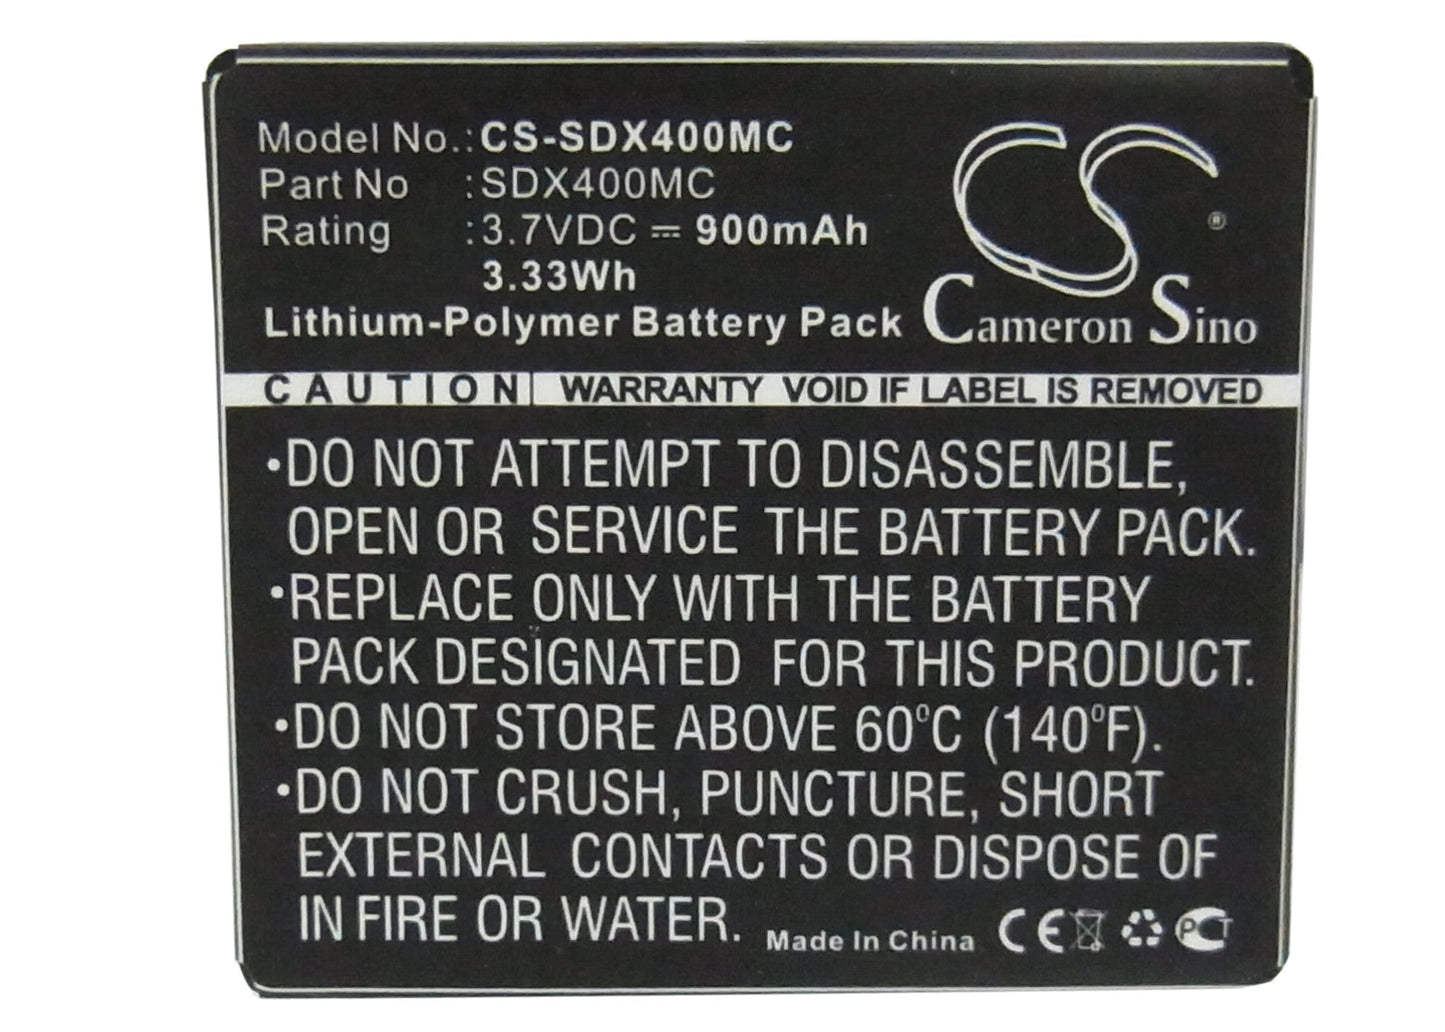 Model No.: CS-SDX400MC
Part No : SDX400MC
Rating : 3.7VDC ⎓ 900mAh
3.33Wh
Lithium-Polymer Battery Pack
CS
®
Cameron Sino
CAUTION| WARRANTY VOID IF LABEL IS REMOVED
•DO NOT ATTEMPT TO DISASSEMBLE,
OPEN OR SERVICE THE BATTERY PACK.
•REPLACE ONLY WITH THE BATTERY
PACK DESIGNATED FOR THIS PRODUCT.
•DO NOT STORE ABOVE 60°C (140°F).
•DO NOT CRUSH, PUNCTURE, SHORT
EXTERNAL CONTACTS OR DISPOSE OF
IN FIRE OR WATER.
Made In China CE PCT